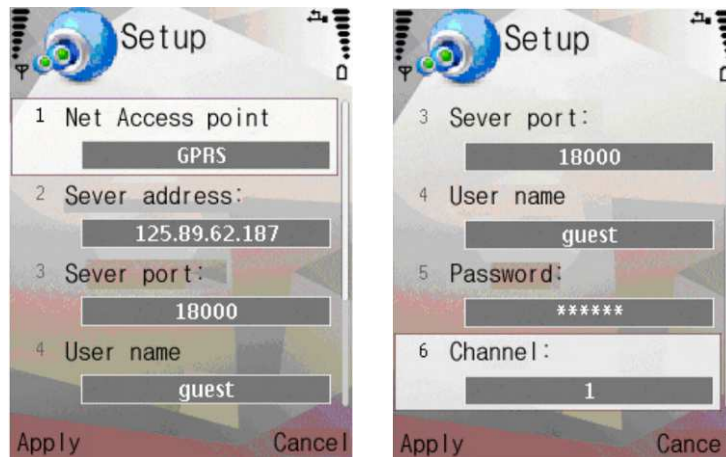 Setup
1 Net Access point
GPRS
2 Sever address:
125.89.62.187
3 Sever port:
18000
4 User name
guest
Apply Cancel
Setup
3 Sever port:
18000
4 User name
guest
5 Password:
******
6 Channel:
1
Apply Cance